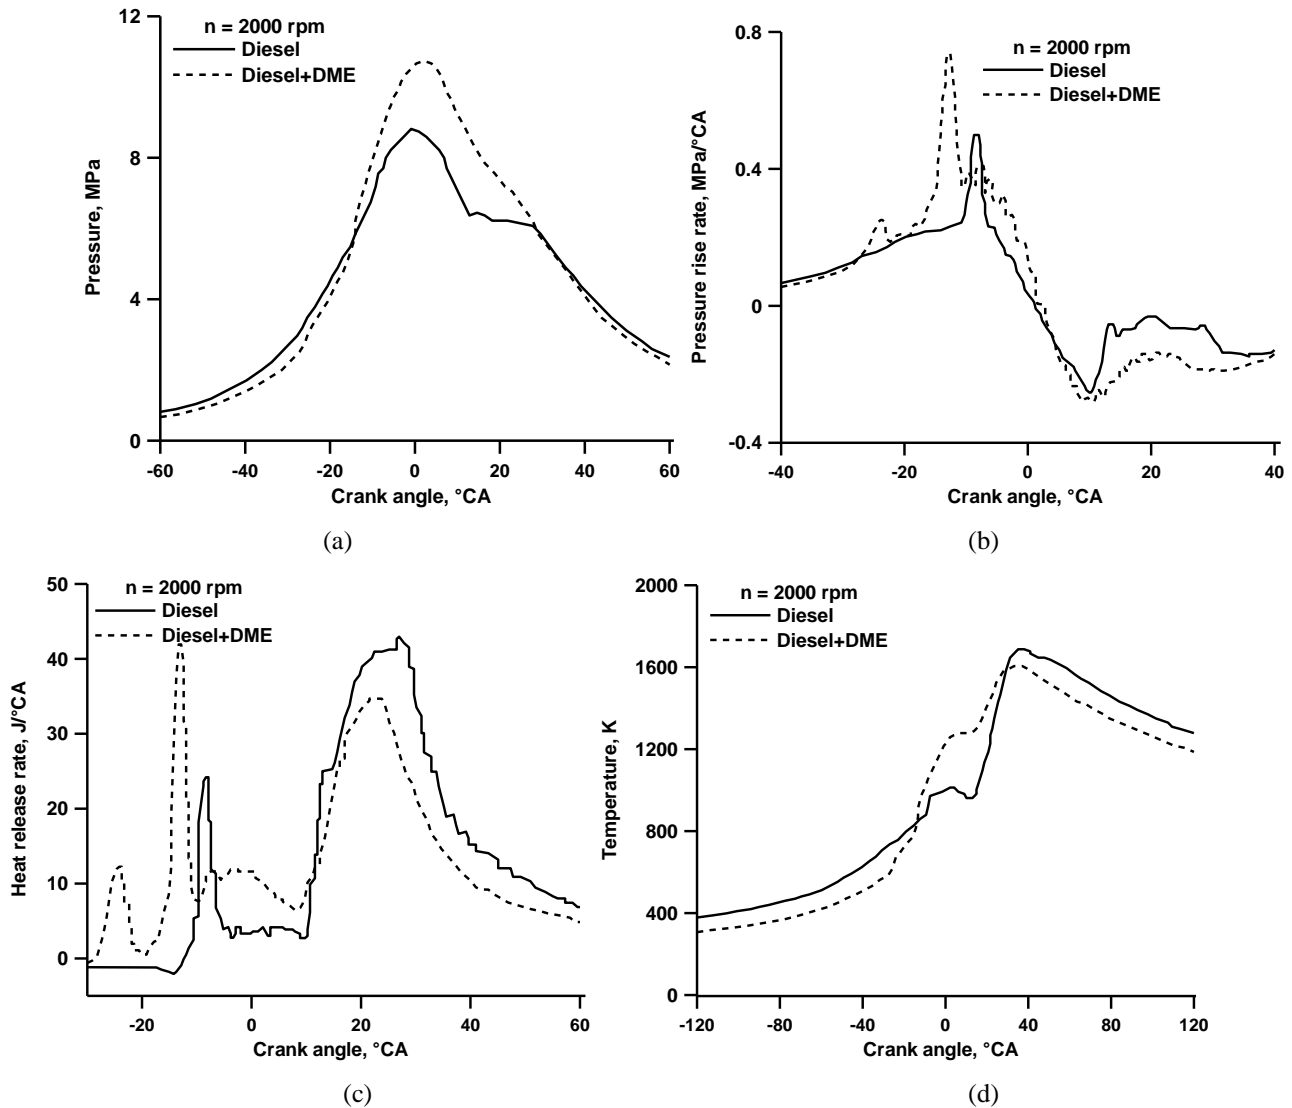 12
n = 2000 rpm
Diesel
Diesel+DME
8
4
0
Pressure, MPa
-60 -40 -20 0 20 40 60
Crank angle, °CA
(a)
0.8
n = 2000 rpm
Diesel
Diesel+DME
0.4
0
-0.4
Pressure rise rate, MPa/°CA
-40 -20 0 20 40
Crank angle, °CA
(b)
50
n = 2000 rpm
Diesel
Diesel+DME
40
30
20
10
0
Heat release rate, J/°CA
-20 0 20 40 60
Crank angle, °CA
(c)
2000
n = 2000 rpm
Diesel
Diesel+DME
1600
1200
800
400
0
Temperature, K
-120 -80 -40 0 40 80 120
Crank angle, °CA
(d)